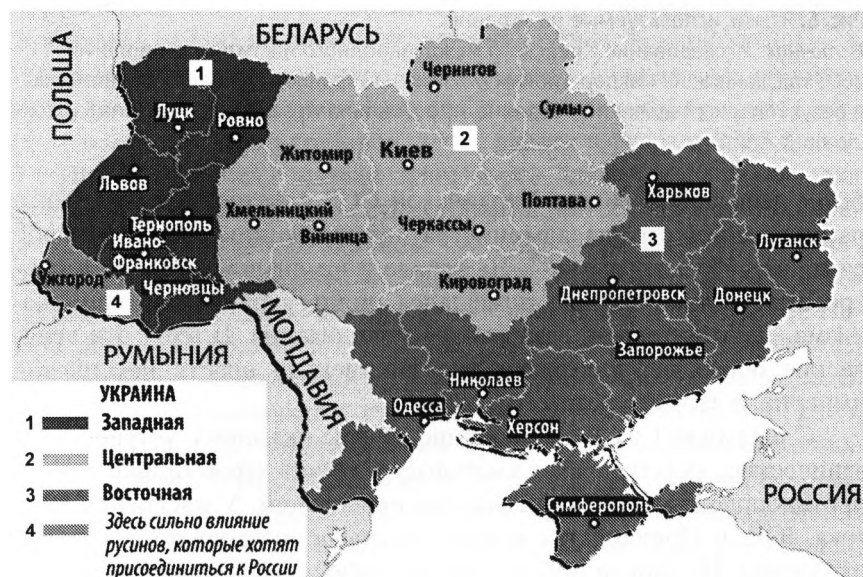 БЕЛАРУСЬ
ПОЛЬША
1
Чернигов
Луцк
Ровно
Сумы
2
Житомир
Киев
Львов
Харьков
Тернополь
Хмельницкий
Винница
Черкассы
Полтава
Ивано-
Франковск
3
Луганск
Ужгород
4
Черновцы
Кировоград
Днепропетровск
Донецк
РУМЫНИЯ
МОЛДАВИЯ
Запорожье
Николаев
Одесса
Херсон
Симферополь
РОССИЯ
УКРАИНА
1 Западная
2 Центральная
3 Восточная
4 Здесь сильно влияние
русинов, которые хотят
присоединиться к России